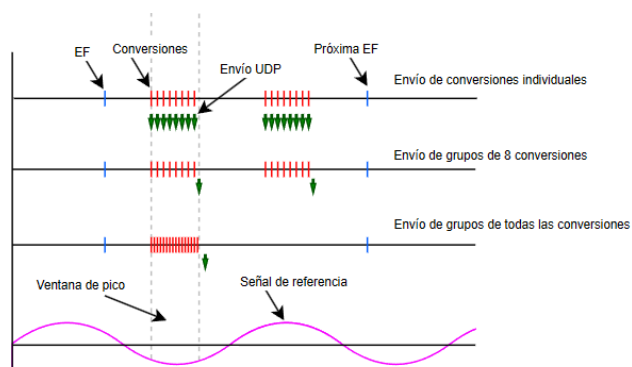 EF
Conversiones
Próxima EF
Envío UDP
Envío de conversiones individuales
Envío de grupos de 8 conversiones
Envío de grupos de todas las conversiones
Ventana de pico
Señal de referencia